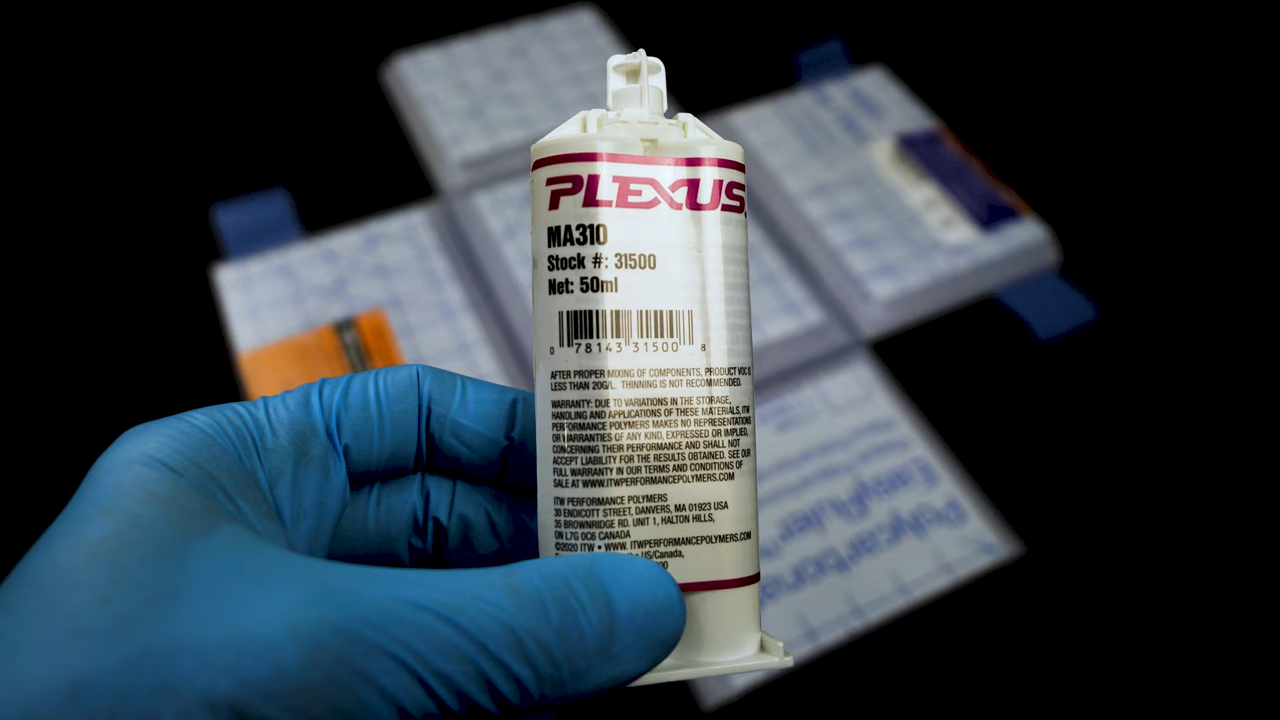 PLEXUS
MA310
Stock #: 31500
Net: 50ml
0 78143 31500 8
AFTER PROPER MIXING OF COMPONENTS, PRODUCT VOC IS
LESS THAN 20G/L. THINNING IS NOT RECOMMENDED.
WARRANTY: DUE TO VARIATIONS IN THE STORAGE,
HANDLING AND APPLICATIONS OF THESE MATERIALS, ITW
PERFORMANCE POLYMERS MAKES NO REPRESENTATIONS
OR WARRANTIES OF ANY KIND, EXPRESSED OR IMPLIED,
CONCERNING THEIR PERFORMANCE AND SHALL NOT
ACCEPT LIABILITY FOR THE RESULTS OBTAINED. SEE OUR
FULL WARRANTY IN OUR TERMS AND CONDITIONS OF
SALE AT WWW.ITWPERFORMANCEPOLYMERS.COM
ITW PERFORMANCE POLYMERS
30 ENDICOTT STREET, DANVERS, MA 01923 USA
35 BROWNRIDGE RD. UNIT 1, HALTON HILLS,
ON L7G 0C6 CANADA
©2020 ITW • WWW. ITWPERFORMANCEPOLYMERS.COM
US/Canada,
EasyRuler
Polycarbona